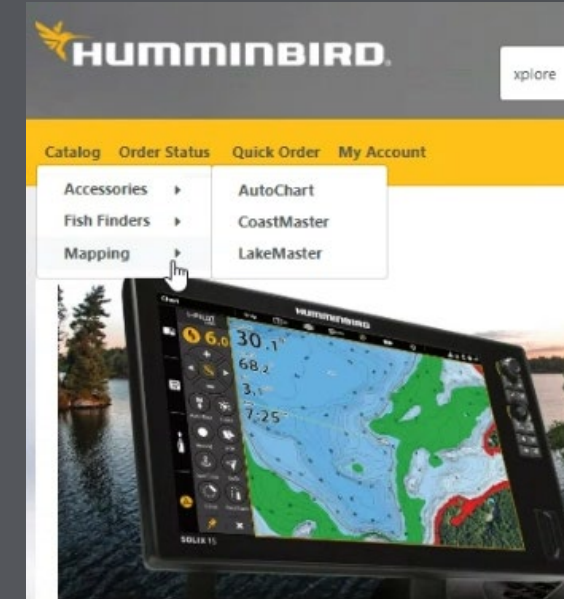 HUMMINBIRD.
xplore
Catalog Order Status Quick Order My Account
Accessories
Fish Finders
Mapping
AutoChart
CoastMaster
LakeMaster
Chart
HUMMINBIRD
6.0
30.1
68.2
3.1
7:25
SOLIX 15